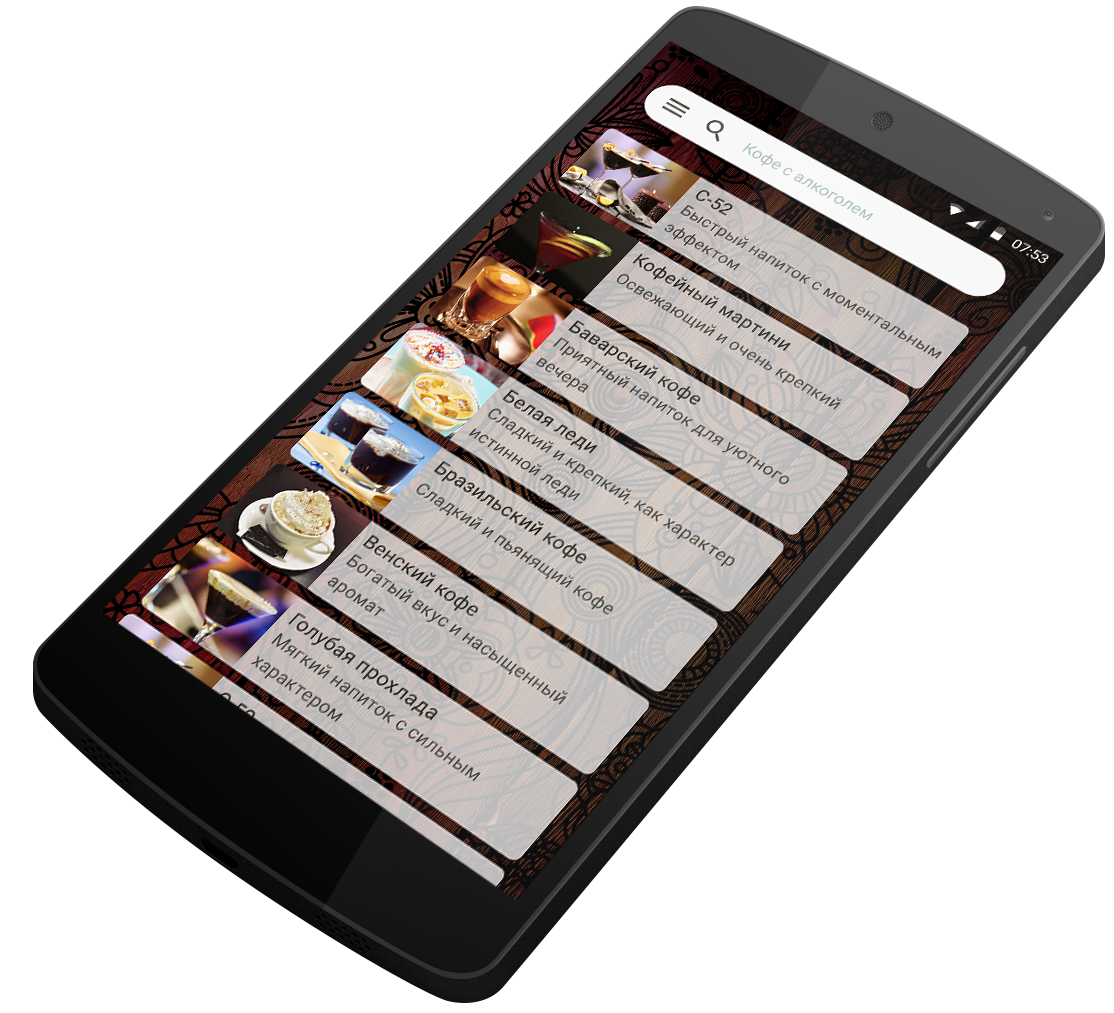 07:53
Кофе с алкоголем
С-52
Быстрый напиток с моментальным
эффектом
Кофейный мартини
Освежающий и очень крепкий
Баварский кофе
Приятный напиток для уютного
вечера
Белая леди
Сладкий и крепкий, как характер
истинной леди
Бразильский кофе
Сладкий и пьянящий кофе
Венский кофе
Богатый вкус и насыщенный
аромат
Голубая прохлада
Мягкий напиток с сильным
характером